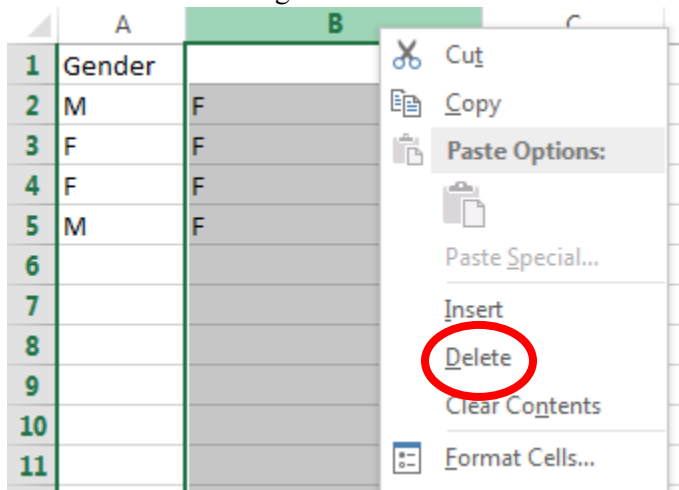 A B C
1 Gender
2 M F
3 F F
4 F F
5 M F
6
7
8
9
10
11
Cut
Copy
Paste Options:
Paste Special...
Insert
Delete
Clear Contents
Format Cells...